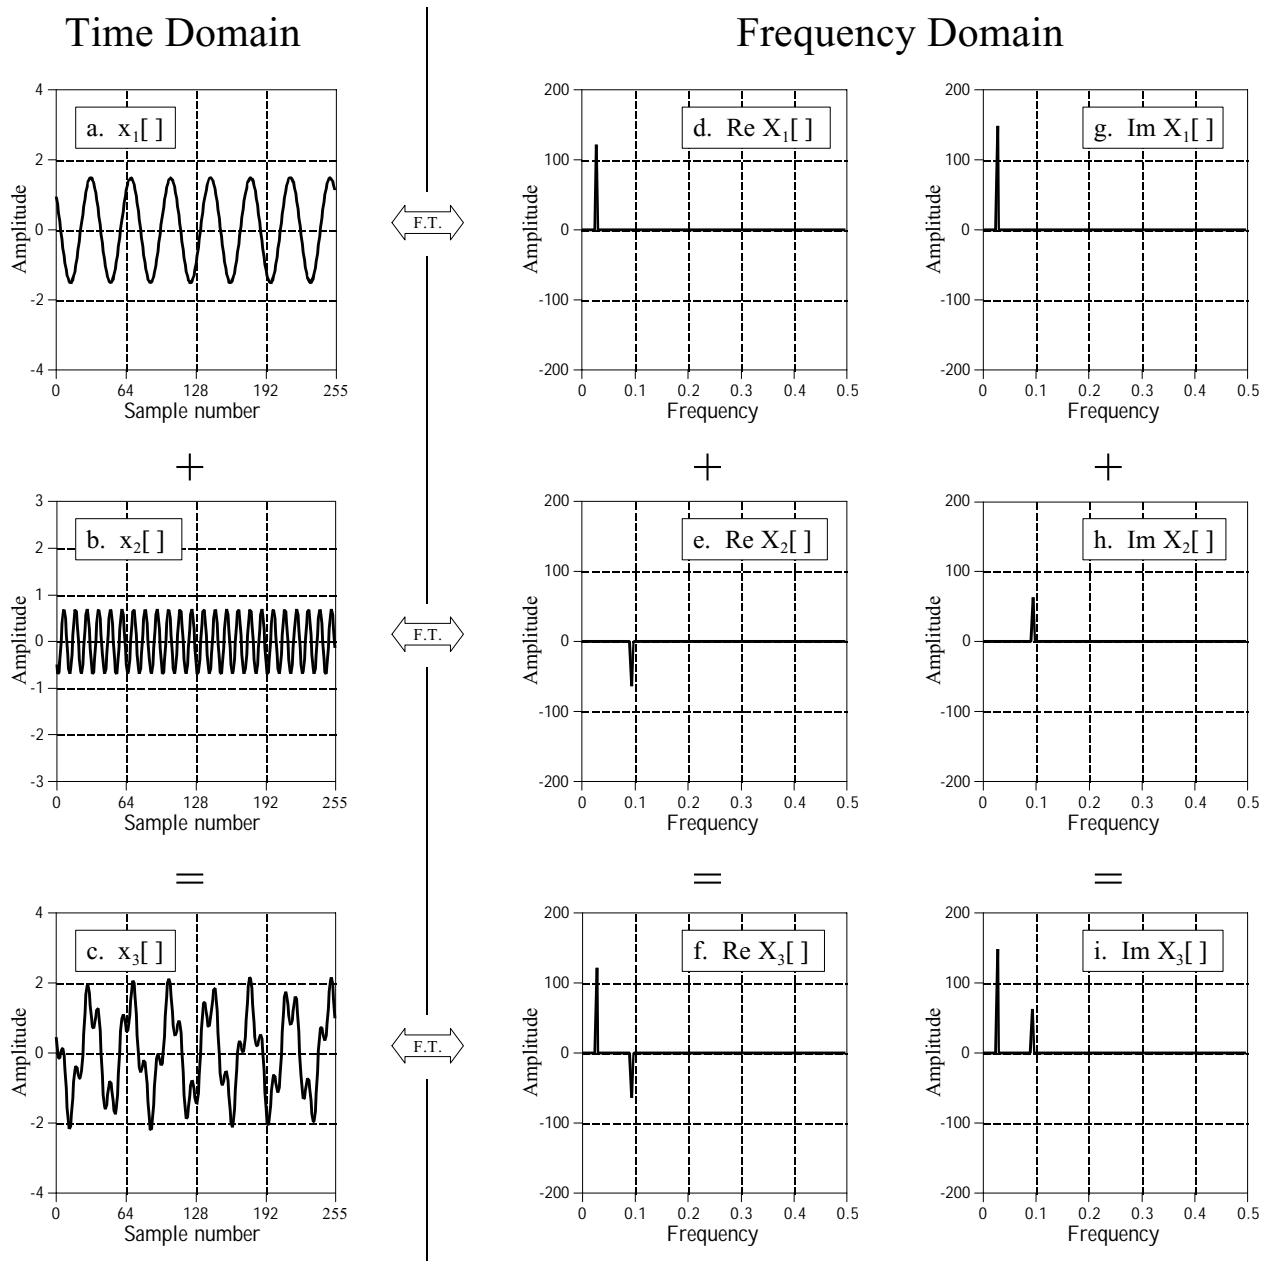 Time Domain
Frequency Domain
a. x1[ ]
Amplitude
4
2
0
-2
-4
0 64 128 192 255
Sample number
F.T.
d. Re X1[ ]
Amplitude
200
100
0
-100
-200
0 0.1 0.2 0.3 0.4 0.5
Frequency
g. Im X1[ ]
Amplitude
200
100
0
-100
-200
0 0.1 0.2 0.3 0.4 0.5
Frequency
+
+
+
b. x2[ ]
Amplitude
3
2
1
0
-1
-2
-3
0 64 128 192 255
Sample number
F.T.
e. Re X2[ ]
Amplitude
200
100
0
-100
-200
0 0.1 0.2 0.3 0.4 0.5
Frequency
h. Im X2[ ]
Amplitude
200
100
0
-100
-200
0 0.1 0.2 0.3 0.4 0.5
Frequency
=
=
=
c. x3[ ]
Amplitude
4
2
0
-2
-4
0 64 128 192 255
Sample number
F.T.
f. Re X3[ ]
Amplitude
200
100
0
-100
-200
0 0.1 0.2 0.3 0.4 0.5
Frequency
i. Im X3[ ]
Amplitude
200
100
0
-100
-200
0 0.1 0.2 0.3 0.4 0.5
Frequency